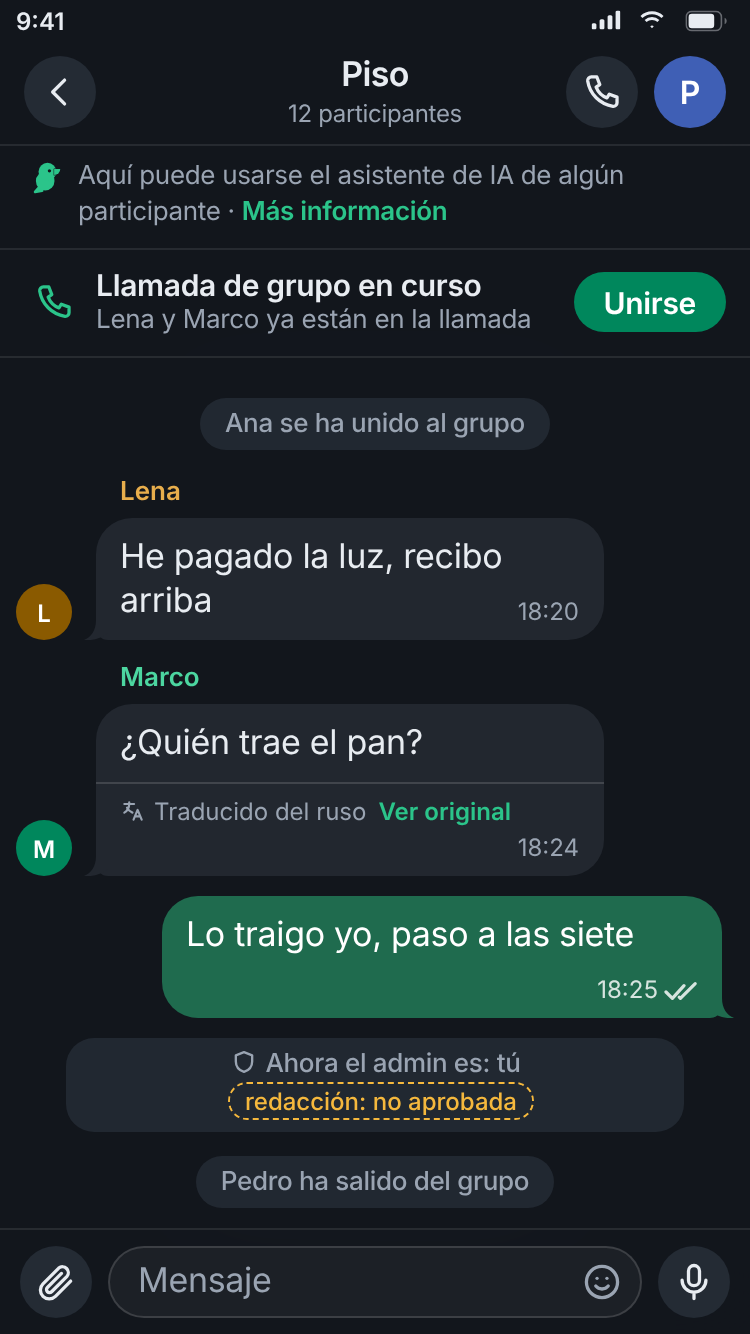 9:41
Piso
12 participantes
P
Aquí puede usarse el asistente de IA de algún
participante · Más información
Llamada de grupo en curso
Lena y Marco ya están en la llamada
Unirse
Ana se ha unido al grupo
Lena
He pagado la luz, recibo
arriba
18:20
L
Marco
¿Quién trae el pan?
Traducido del ruso Ver original
18:24
M
Lo traigo yo, paso a las siete
18:25
Ahora el admin es: tú
redacción: no aprobada
Pedro ha salido del grupo
Mensaje